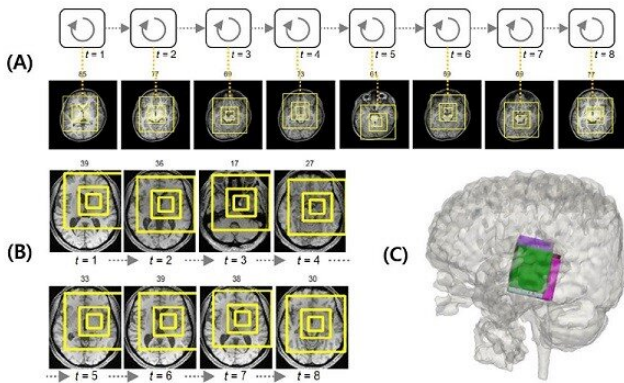 t = 1 t = 2 t = 3 t = 4 t = 5 t = 6 t = 7 t = 8
(A)
85 77 69 73 61 69 69 77
39 36 17 27
(B)
t = 1 t = 2 t = 3 t = 4
(C)
33 39 38 30
t = 5 t = 6 t = 7 t = 8